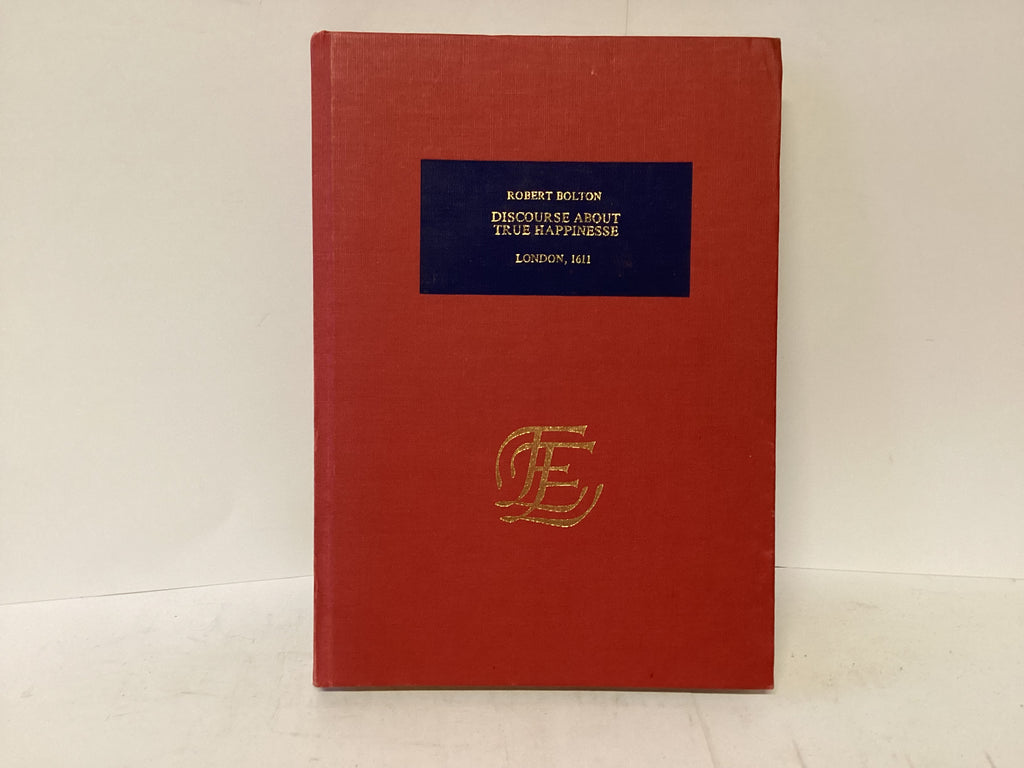 ROBERT BOLTON
DISCOURSE ABOUT
TRUE HAPPINESSE
LONDON, 1611